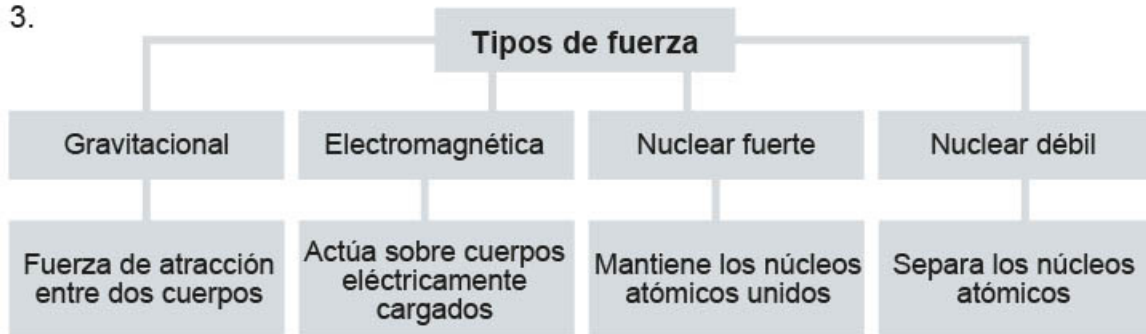 3.
Tipos de fuerza
Gravitacional
Electromagnética
Nuclear fuerte
Nuclear débil
Fuerza de atracción
entre dos cuerpos
Actúa sobre cuerpos
eléctricamente
cargados
Mantiene los núcleos
atómicos unidos
Separa los núcleos
atómicos